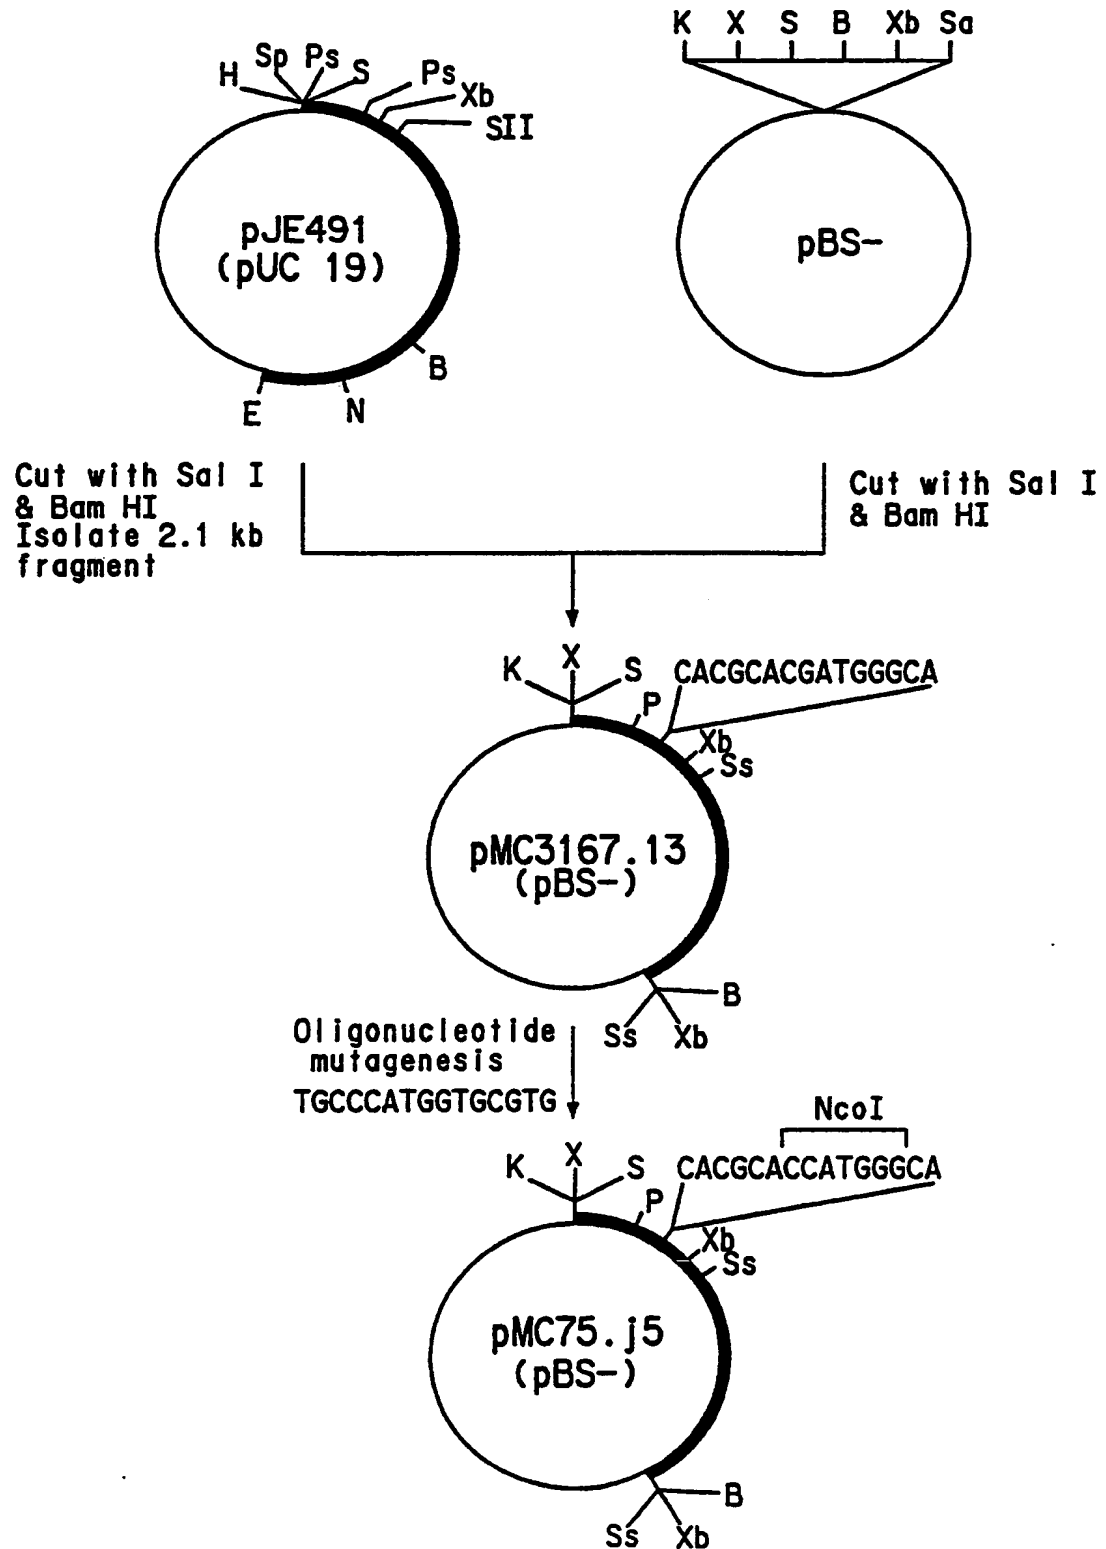 K X S B Xb Sa
H Sp Ps S Ps Xb SII
pJE491
(pUC 19)
pBS-
B
E
N
Cut with Sal I
& Bam HI
Isolate 2.1 kb
fragment
Cut with Sal I
& Bam HI
K X S
CACGCACGATGGGCA
P
Xb
Ss
pMC3167.13
(pBS-)
B
Ss Xb
Oligonucleotide
mutagenesis
TGCCCATGGTGCGTG
NcoI
K X S
CACGCACCATGGGCA
P
Xb
Ss
pMC75.j5
(pBS-)
B
Ss Xb